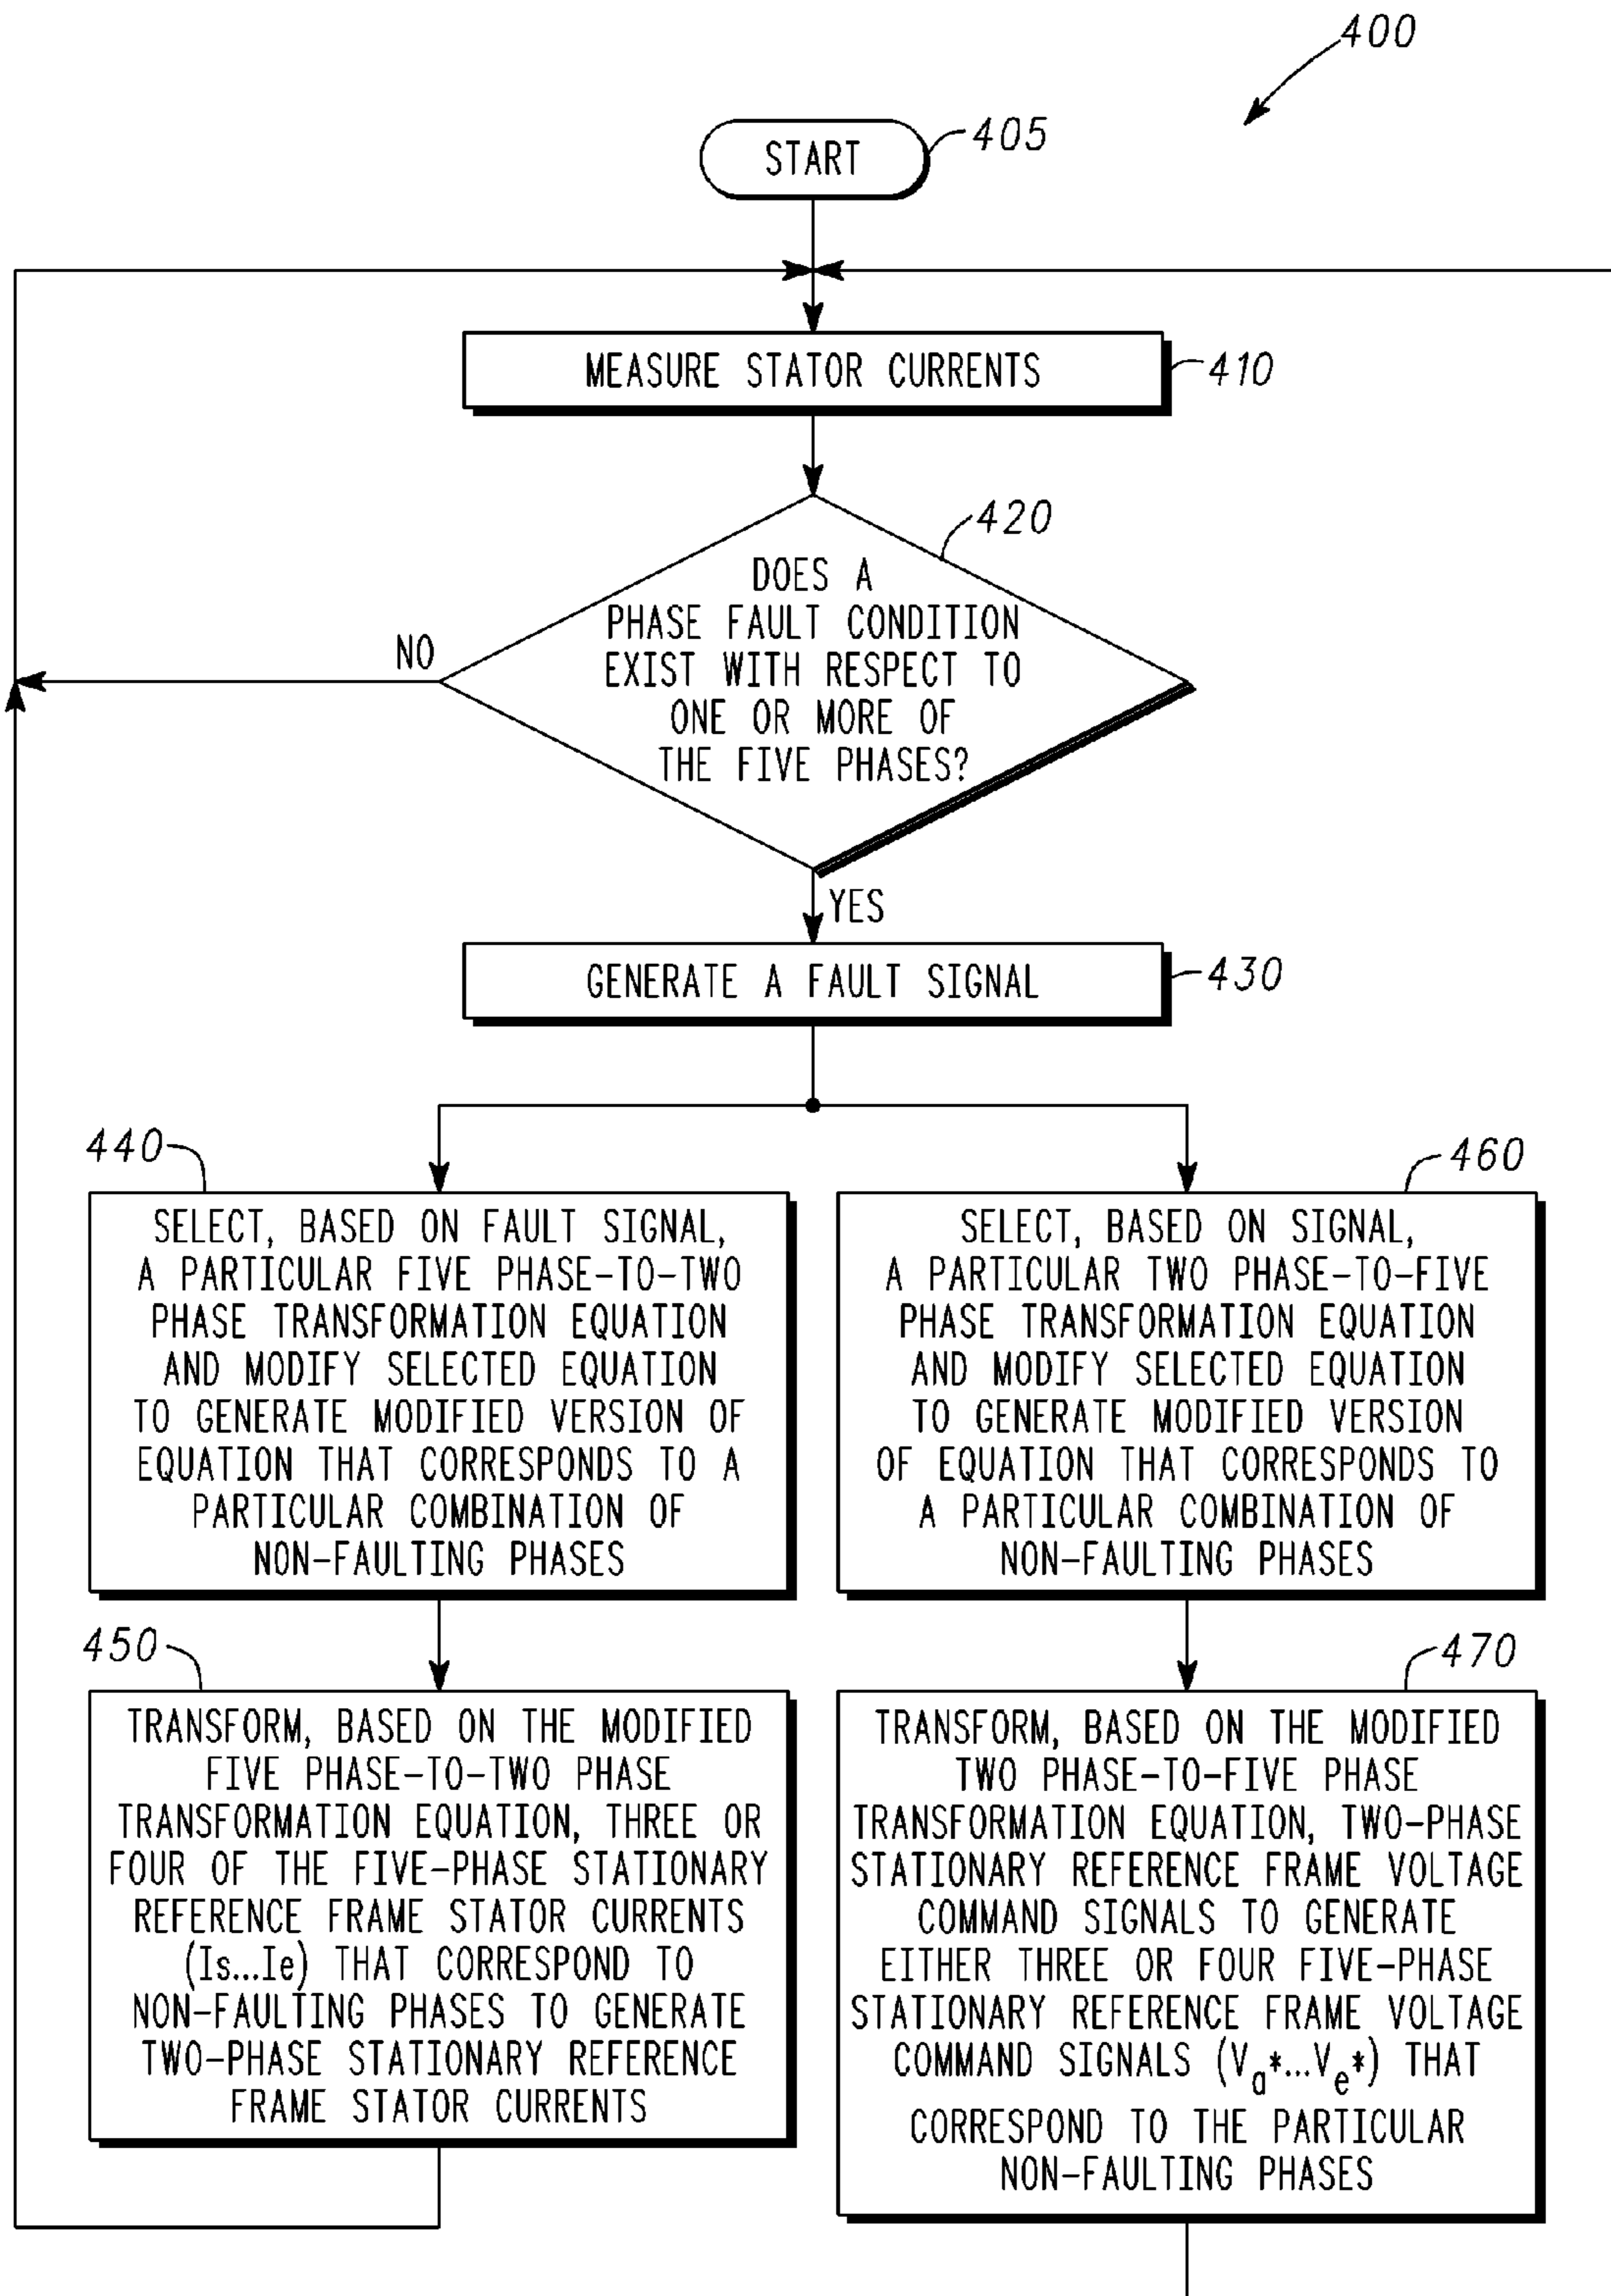 400
START
405
MEASURE STATOR CURRENTS
410
420
DOES A
PHASE FAULT CONDITION
EXIST WITH RESPECT TO
ONE OR MORE OF
THE FIVE PHASES?
NO
YES
GENERATE A FAULT SIGNAL
430
440
SELECT, BASED ON FAULT SIGNAL,
A PARTICULAR FIVE PHASE-TO-TWO
PHASE TRANSFORMATION EQUATION
AND MODIFY SELECTED EQUATION
TO GENERATE MODIFIED VERSION OF
EQUATION THAT CORRESPONDS TO A
PARTICULAR COMBINATION OF
NON-FAULTING PHASES
460
SELECT, BASED ON SIGNAL,
A PARTICULAR TWO PHASE-TO-FIVE
PHASE TRANSFORMATION EQUATION
AND MODIFY SELECTED EQUATION
TO GENERATE MODIFIED VERSION
OF EQUATION THAT CORRESPONDS TO
A PARTICULAR COMBINATION OF
NON-FAULTING PHASES
450
TRANSFORM, BASED ON THE MODIFIED
FIVE PHASE-TO-TWO PHASE
TRANSFORMATION EQUATION, THREE OR
FOUR OF THE FIVE-PHASE STATIONARY
REFERENCE FRAME STATOR CURRENTS
(Is...Ie) THAT CORRESPOND TO
NON-FAULTING PHASES TO GENERATE
TWO-PHASE STATIONARY REFERENCE
FRAME STATOR CURRENTS
470
TRANSFORM, BASED ON THE MODIFIED
TWO PHASE-TO-FIVE PHASE
TRANSFORMATION EQUATION, TWO-PHASE
STATIONARY REFERENCE FRAME VOLTAGE
COMMAND SIGNALS TO GENERATE
EITHER THREE OR FOUR FIVE-PHASE
STATIONARY REFERENCE FRAME VOLTAGE
COMMAND SIGNALS (Va*...Ve*) THAT
CORRESPOND TO THE PARTICULAR
NON-FAULTING PHASES